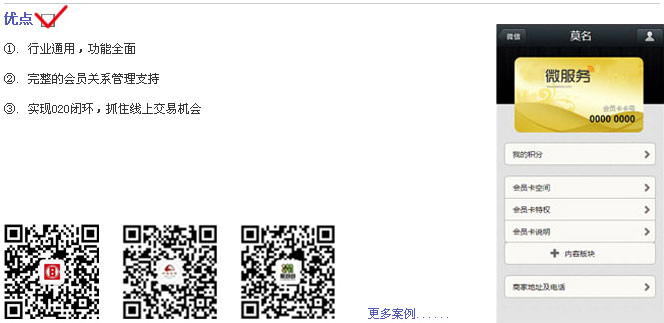 优点
①. 行业通用，功能全面
②. 完整的会员关系管理支持
③. 实现O2O闭环，抓住线上交易机会
更多案例......
微信
莫名
微服务
会员卡卡号
0000 0000
我的积分
会员卡空间
会员卡特权
会员卡说明
+ 内容版块
商家地址及电话